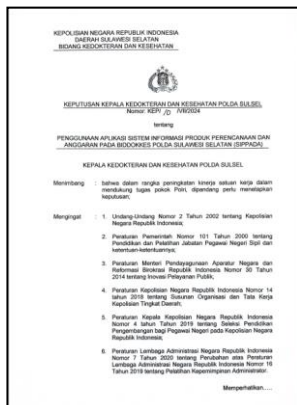 KEPOLISIAN NEGARA REPUBLIK INDONESIA
DAERAH SULAWESI SELATAN
BIDANG KEDOKTERAN DAN KESEHATAN
KEPUTUSAN KEPALA KEDOKTERAN DAN KESEHATAN POLDA SULSEL
Nomor: KEP/ 10 /VII/2024
tentang
PENGGUNAAN APLIKASI SISTEM INFORMASI PRODUK PERENCANAAN DAN
ANGGARAN PADA BIDDOKKES POLDA SULAWESI SELATAN (SIPPADA)
KEPALA KEDOKTERAN DAN KESEHATAN POLDA SULSEL
Menimbang : bahwa dalam rangka peningkatan kinerja satuan kerja dalam
mendukung tugas pokok Polri, dipandang perlu menetapkan
keputusan;
Mengingat : 1. Undang-Undang Nomor 2 Tahun 2002 tentang Kepolisian
Negara Republik Indonesia;
2. Peraturan Pemerintah Nomor 101 Tahun 2000 tentang
Pendidikan dan Pelatihan Jabatan Pegawai Negeri Sipil dan
ketentuan-ketentuannya;
3. Peraturan Menteri Pendayagunaan Aparatur Negara dan
Reformasi Birokrasi Republik Indonesia Nomor 30 Tahun
2014 tentang Inovasi Pelayanan Publik;
4. Peraturan Kepolisian Negara Republik Indonesia Nomor 14
tahun 2018 tentang Susunan Organisasi dan Tata Kerja
Kepolisian Tingkat Daerah;
5. Peraturan Kepala Kepolisian Negara Republik Indonesia
Nomor 4 tahun Tahun 2019 tentang Seleksi Pendidikan
Pengembangan bagi Pegawai Negeri pada Kepolisian Negara
Republik Indonesia;
6. Peraturan Lembaga Administrasi Negara Republik Indonesia
Nomor 7 Tahun 2020 tentang Perubahan atas Peraturan
Lembaga Administrasi Negara Republik Indonesia Nomor 16
Tahun 2019 tentang Pelatihan Kepemimpinan Administrator.
Memperhatikan.....